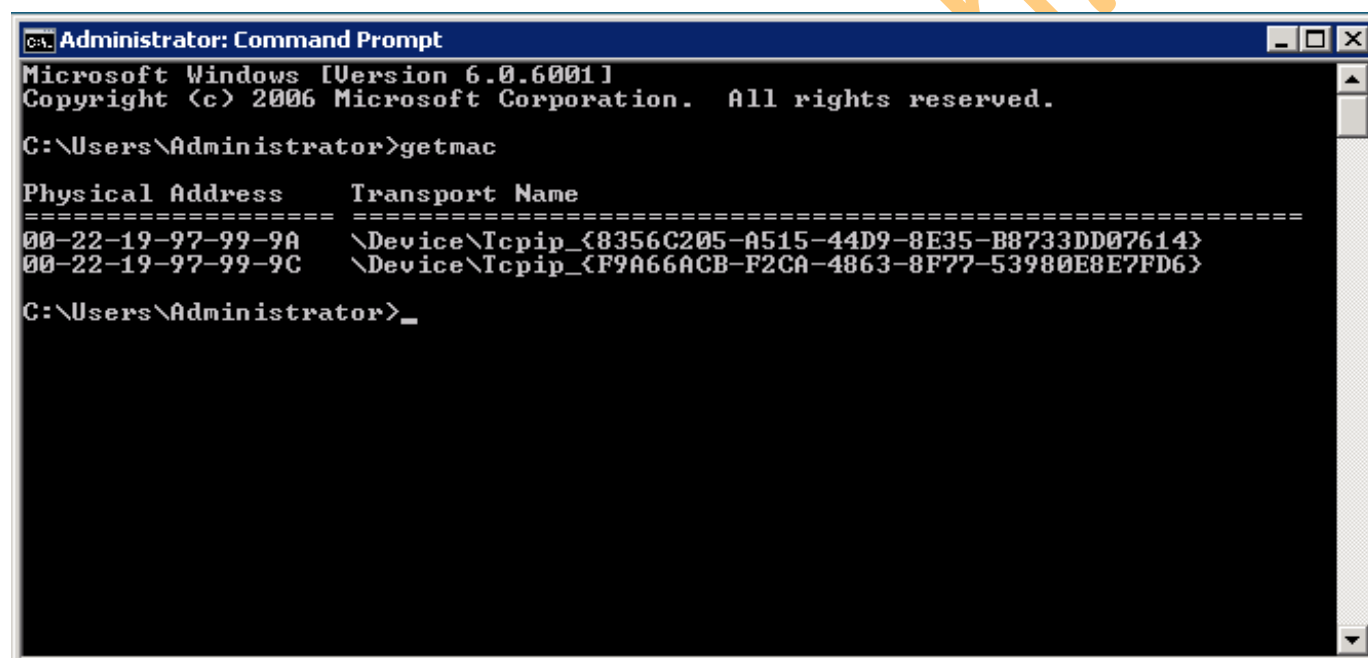 Administrator: Command Prompt
Microsoft Windows [Version 6.0.6001]
Copyright (c) 2006 Microsoft Corporation.  All rights reserved.
C:\Users\Administrator>getmac
Physical Address    Transport Name
=================== ==========================================================
00-22-19-97-99-9A   \Device\Tcpip_{8356C205-A515-44D9-8E35-B8733DD07614}
00-22-19-97-99-9C   \Device\Tcpip_{F9A66ACB-F2CA-4863-8F77-53980E8E7FD6}
C:\Users\Administrator>_